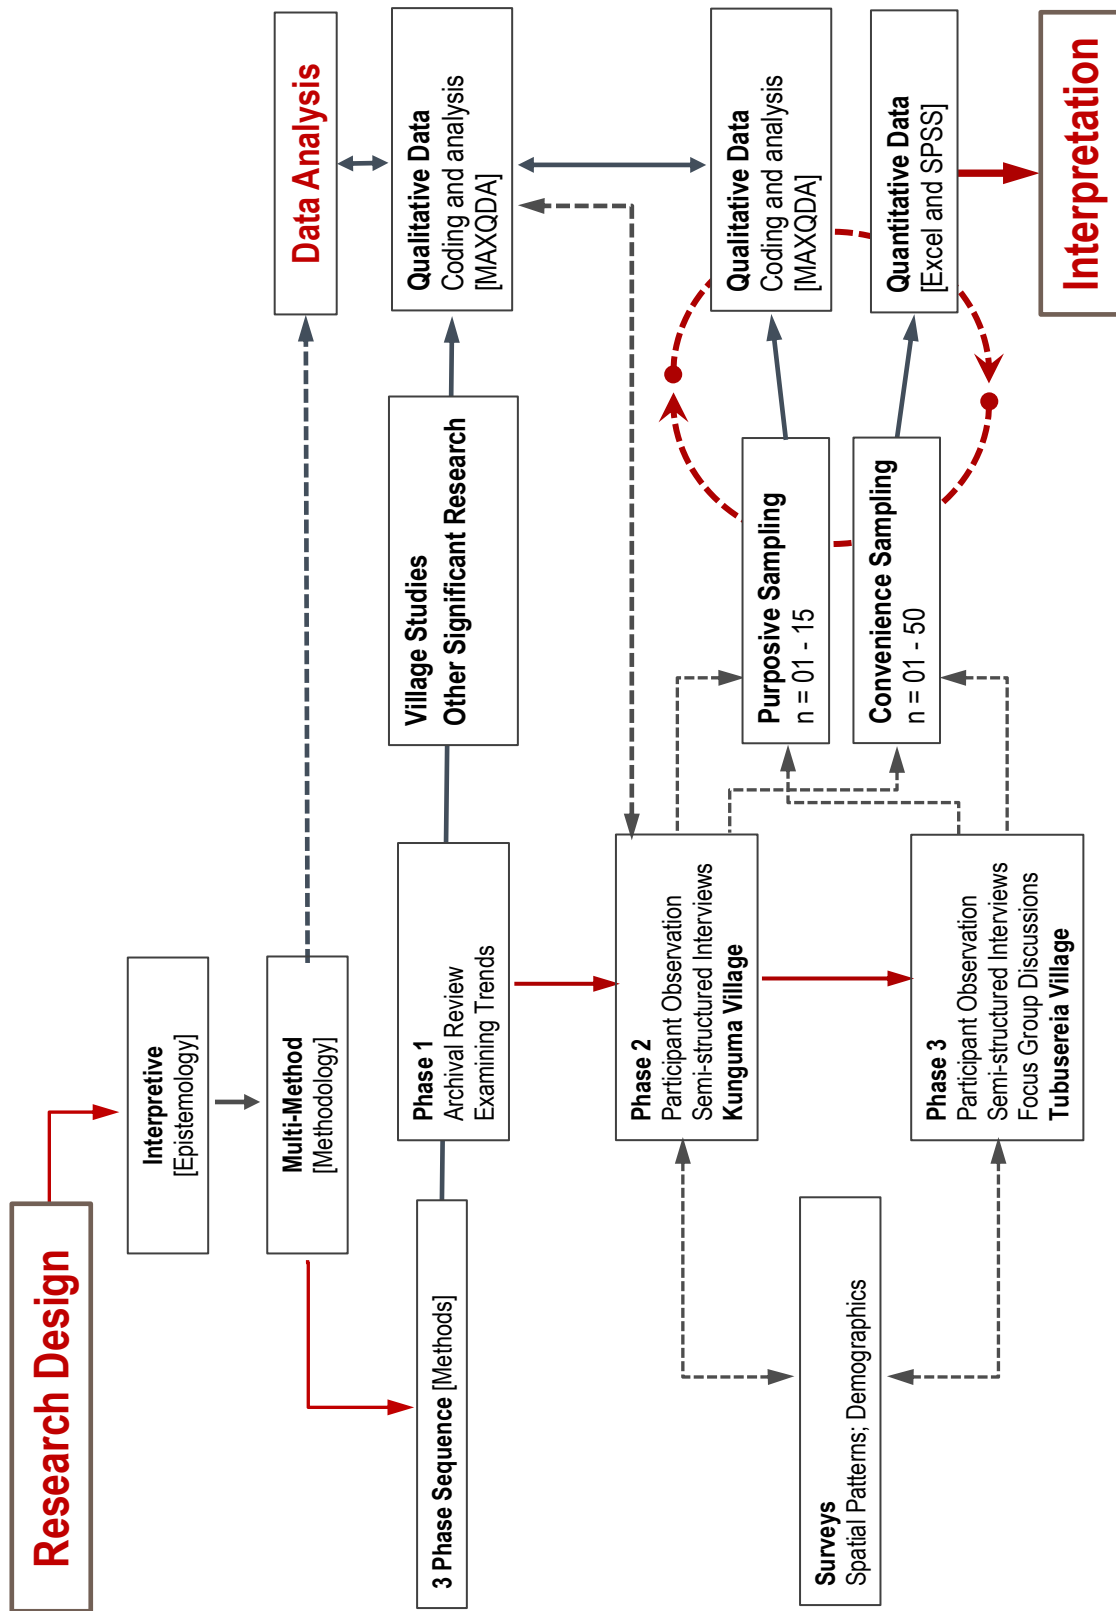 Research Design
Interpretive
[Epistemology]
Multi-Method
[Methodology]
Data Analysis
3 Phase Sequence [Methods]
Phase 1
Archival Review
Examining Trends
Village Studies
Other Significant Research
Qualitative Data
Coding and analysis
[MAXQDA]
Surveys
Spatial Patterns; Demographics
Phase 2
Participant Observation
Semi-structured Interviews
Kunguma Village
Phase 3
Participant Observation
Semi-structured Interviews
Focus Group Discussions
Tubusereia Village
Purposive Sampling
n = 01 - 15
Convenience Sampling
n = 01 - 50
Qualitative Data
Coding and analysis
[MAXQDA]
Quantitative Data
[Excel and SPSS]
Interpretation